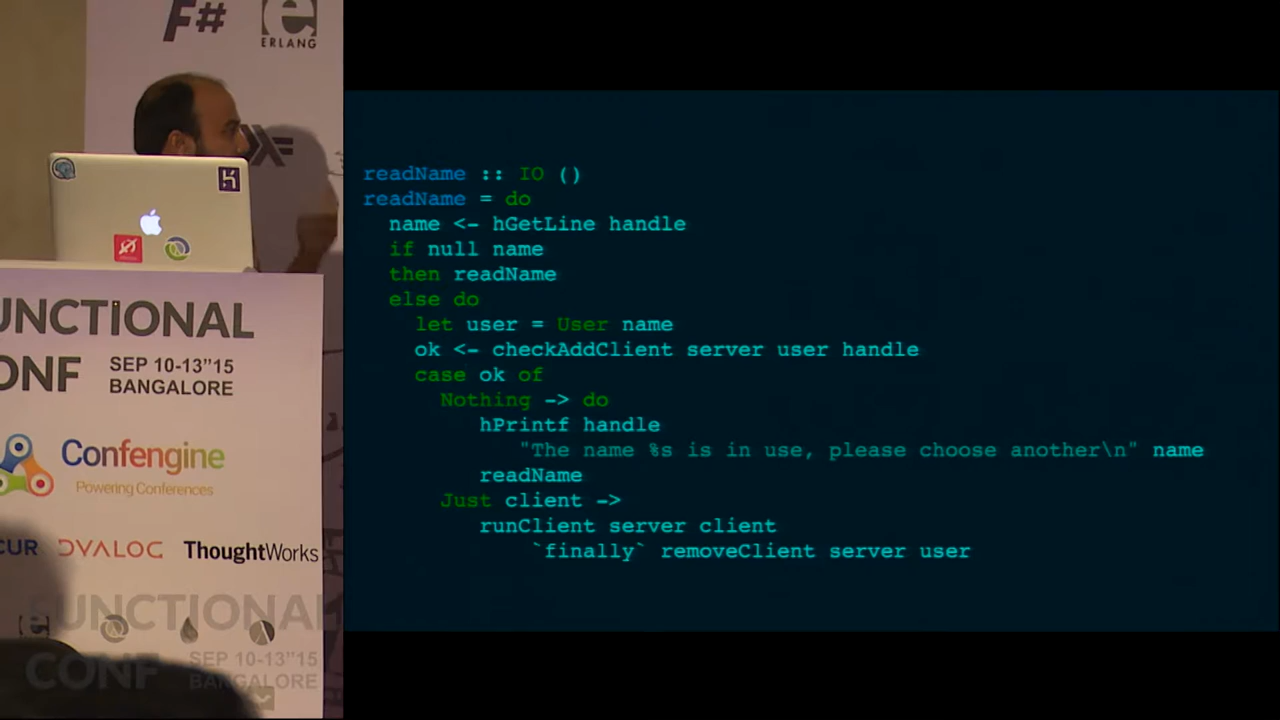 F#
ERLANG
UNCTIONAL
ONF
SEP 10-13"15
BANGALORE
Confengine
Powering Conferences
CUR
DYALOC
ThoughtWorks
FUNCTIONAL
CONF
SEP 10-13"15
BANGALORE
readName :: IO ()
readName = do
name <- hGetLine handle
if null name
then readName
else do
let user = User name
ok <- checkAddClient server user handle
case ok of
Nothing -> do
hPrintf handle
"The name %s is in use, please choose another\n" name
readName
Just client ->
runClient server client
`finally` removeClient server user